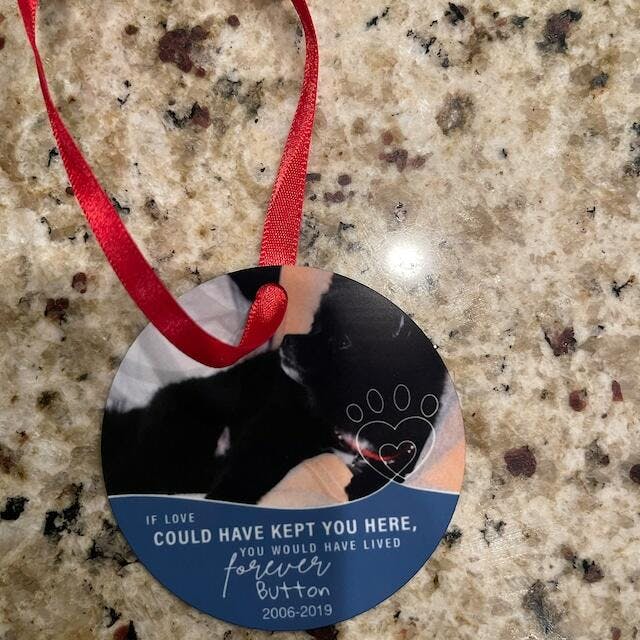 IF LOVE
COULD HAVE KEPT YOU HERE,
YOU WOULD HAVE LIVED
forever
Button
2006-2019